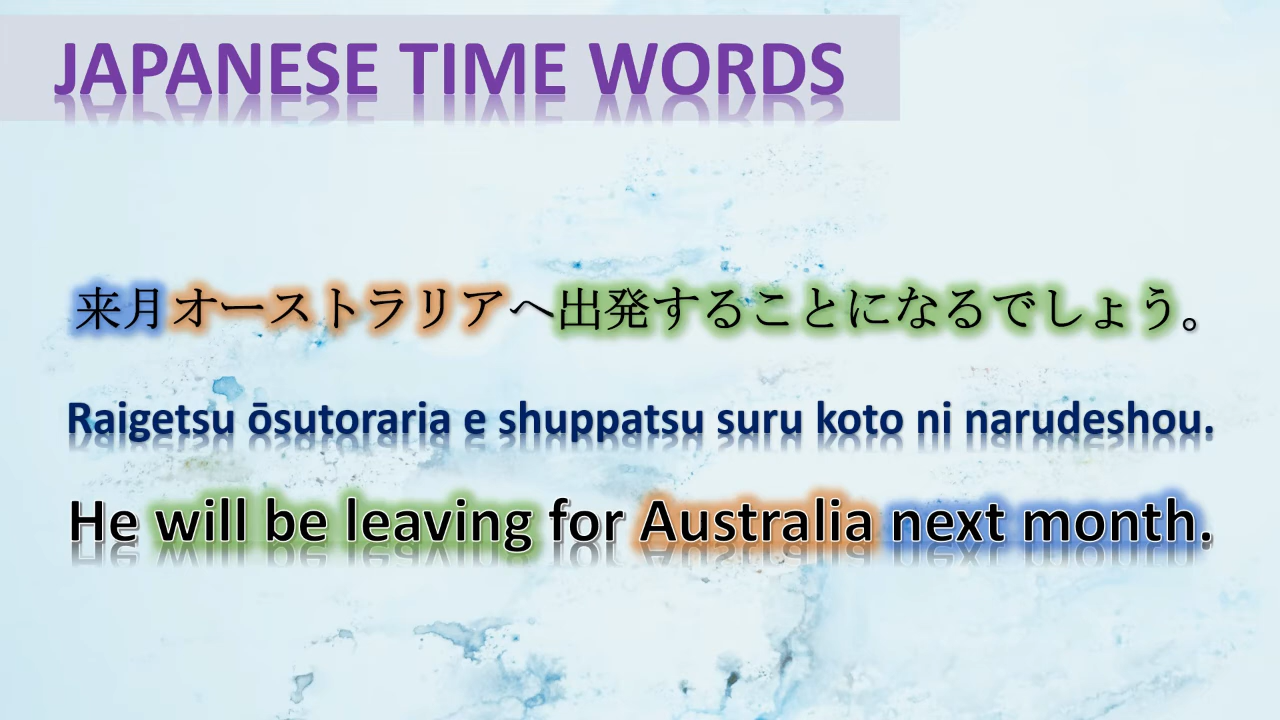 JAPANESE TIME WORDS
来月オーストラリアへ出発することになるでしょう。
Raigetsu ōsutoraria e shuppatsu suru koto ni narudeshou.
He will be leaving for Australia next month.